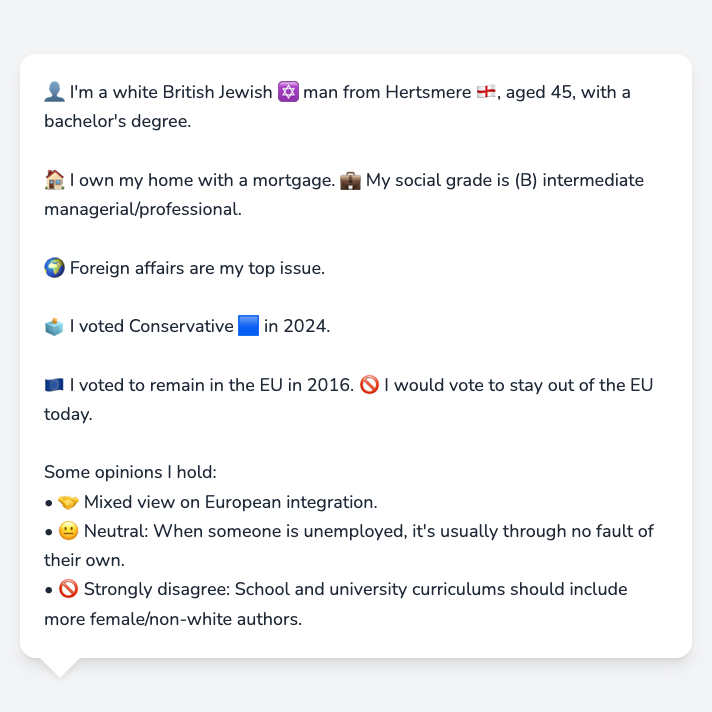 👤 I'm a white British Jewish 🔯 man from Hertsmere 🏴󠁧󠁢󠁥󠁮󠁧󠁿, aged 45, with a
bachelor's degree.
🏠 I own my home with a mortgage. 💼 My social grade is (B) intermediate
managerial/professional.
🌍 Foreign affairs are my top issue.
🗳️ I voted Conservative 🟦 in 2024.
🇪🇺 I voted to remain in the EU in 2016. 🚫 I would vote to stay out of the EU
today.
Some opinions I hold:
• 🤝 Mixed view on European integration.
• 😐 Neutral: When someone is unemployed, it's usually through no fault of
their own.
• 🚫 Strongly disagree: School and university curriculums should include
more female/non-white authors.